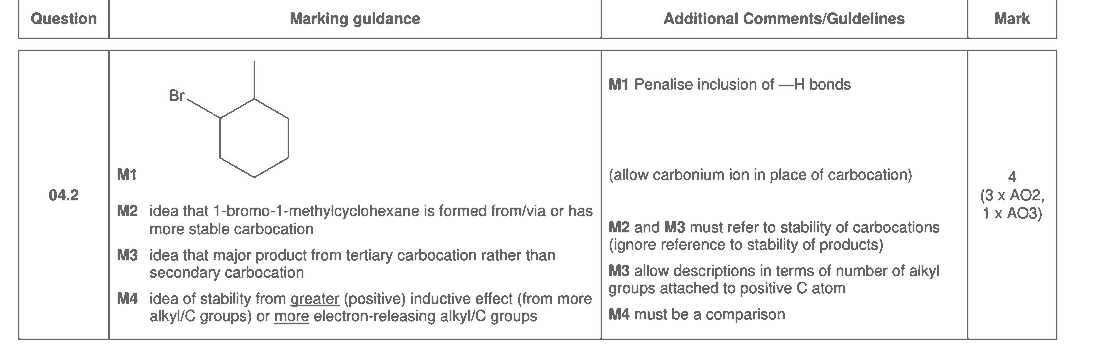 Question Marking guidance Additional Comments/Guidelines Mark
Br
M1 Penalise inclusion of —H bonds
M1
(allow carbonium ion in place of carbocation)
04.2
4
(3 x AO2,
1 x AO3)
M2 idea that 1-bromo-1-methylcyclohexane is formed from/via or has
more stable carbocation
M2 and M3 must refer to stability of carbocations
(ignore reference to stability of products)
M3 idea that major product from tertiary carbocation rather than
secondary carbocation
M3 allow descriptions in terms of number of alkyl
groups attached to positive C atom
M4 idea of stability from greater (positive) inductive effect (from more
alkyl/C groups) or more electron-releasing alkyl/C groups
M4 must be a comparison